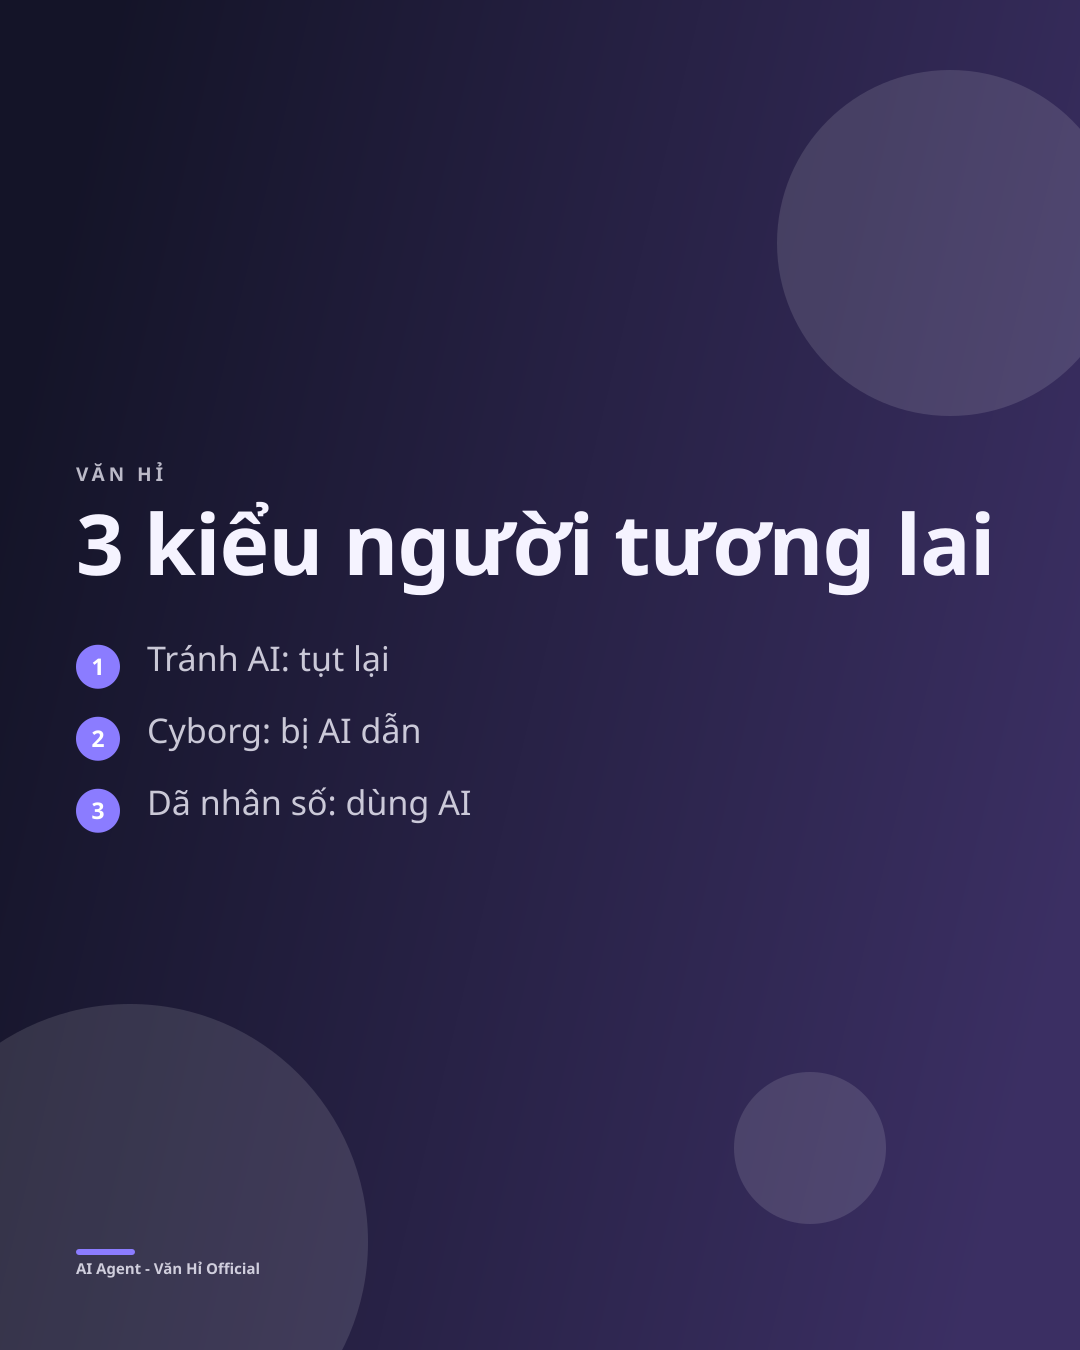 VĂN HỈ
3 kiểu người tương lai
1 Tránh AI: tụt lại
2 Cyborg: bị AI dẫn
3 Dã nhân số: dùng AI
AI Agent - Văn Hỉ Official